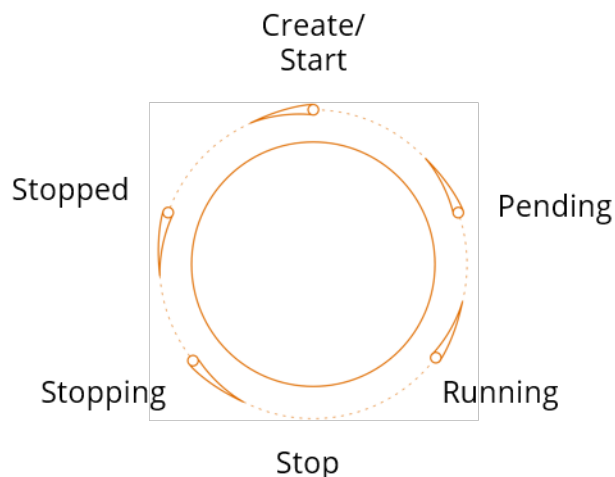 Create/
Start
Stopped
Pending
Stopping
Running
Stop